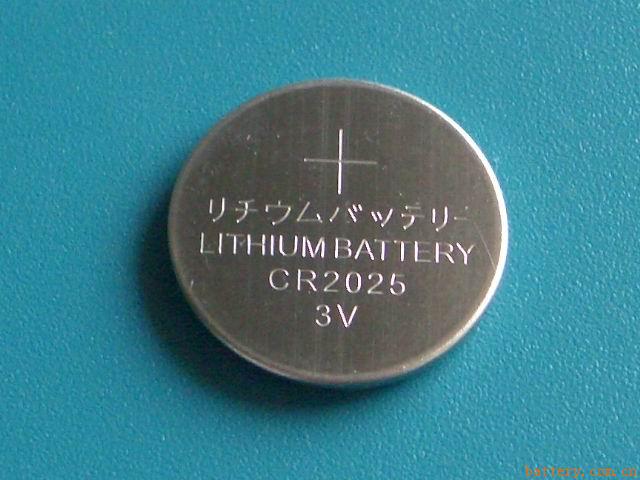 +
リチウムバッテリー
LITHIUM BATTERY
CR2025
3V
battery.com.cn